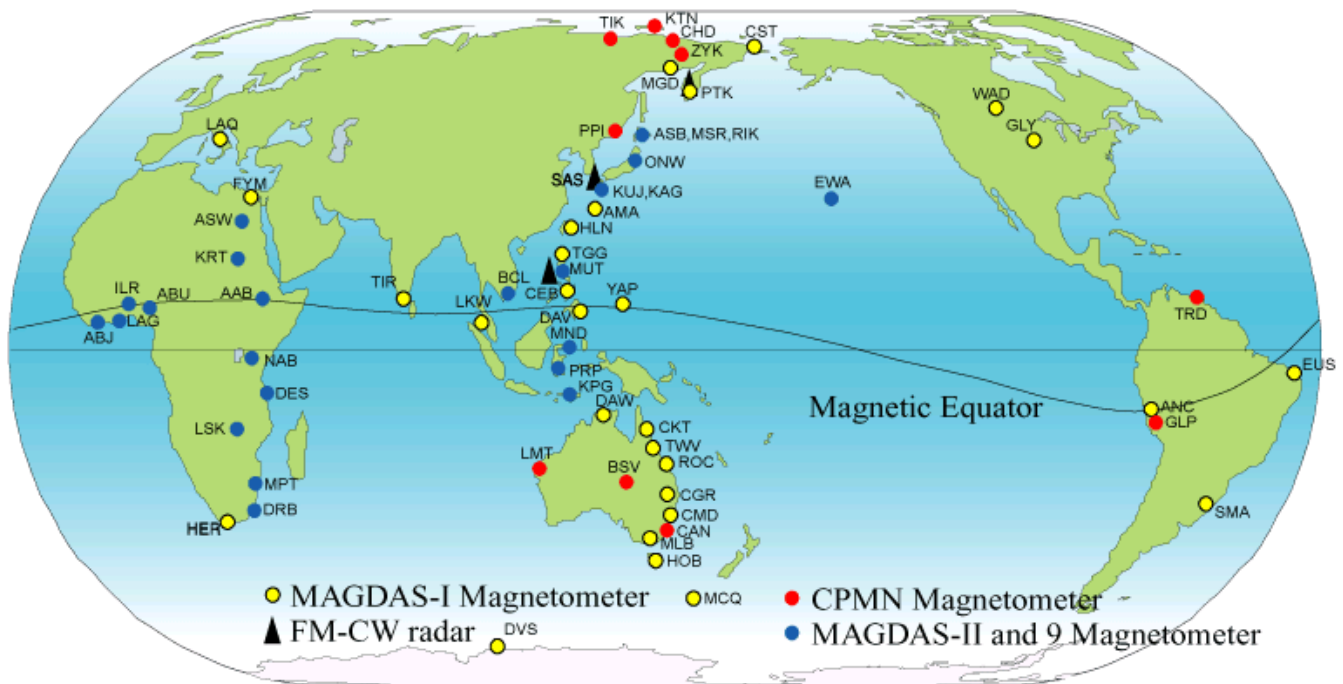 KTN
TIK
CHD
CST
ZYK
MGD
PTK
WAD
LAQ
PPI
ASB,MSR,RIK
GLY
ONW
FYM
SAS
KUJ,KAG
EWA
ASW
AMA
HLN
KRT
TGG
MUT
TIR
BCL
ILR
ABU
AAB
LKW
CEB
YAP
TRD
ABJ
LAG
DAV
MND
NAB
PRP
EUS
DES
KPG
DAW
Magnetic Equator
ANC
GLP
LSK
CKT
TWV
LMT
BSV
ROC
MPT
CGR
DRB
CMD
SMA
HER
CAN
MLB
HOB
MAGDAS-I Magnetometer
MCQ
CPMN Magnetometer
FM-CW radar
DVS
MAGDAS-II and 9 Magnetometer